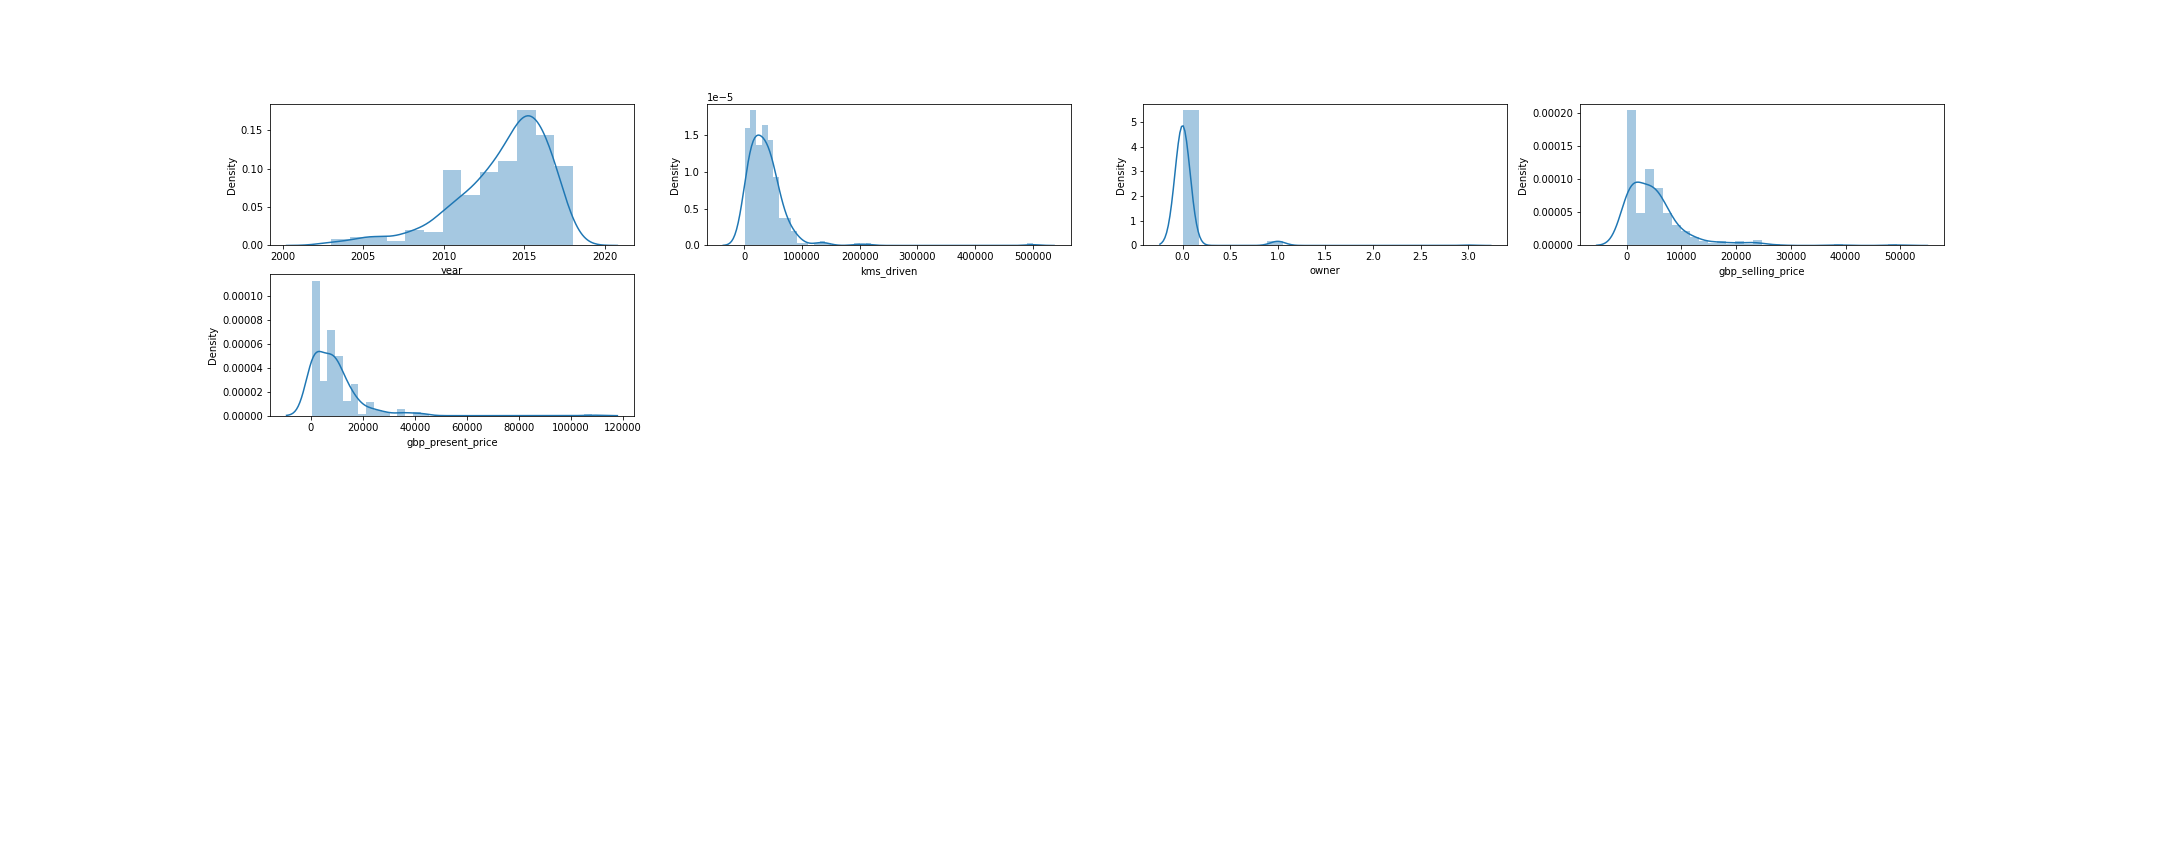 0.15
0.10
0.05
0.00
Density
2000 2005 2010 2015 2020
year
1e−5
1.5
1.0
0.5
0.0
Density
0 100000 200000 300000 400000 500000
kms_driven
5
4
3
2
1
0
Density
0.0 0.5 1.0 1.5 2.0 2.5 3.0
owner
0.00020
0.00015
0.00010
0.00005
0.00000
Density
0 10000 20000 30000 40000 50000
gbp_selling_price
0.00010
0.00008
0.00006
0.00004
0.00002
0.00000
Density
0 20000 40000 60000 80000 100000 120000
gbp_present_price